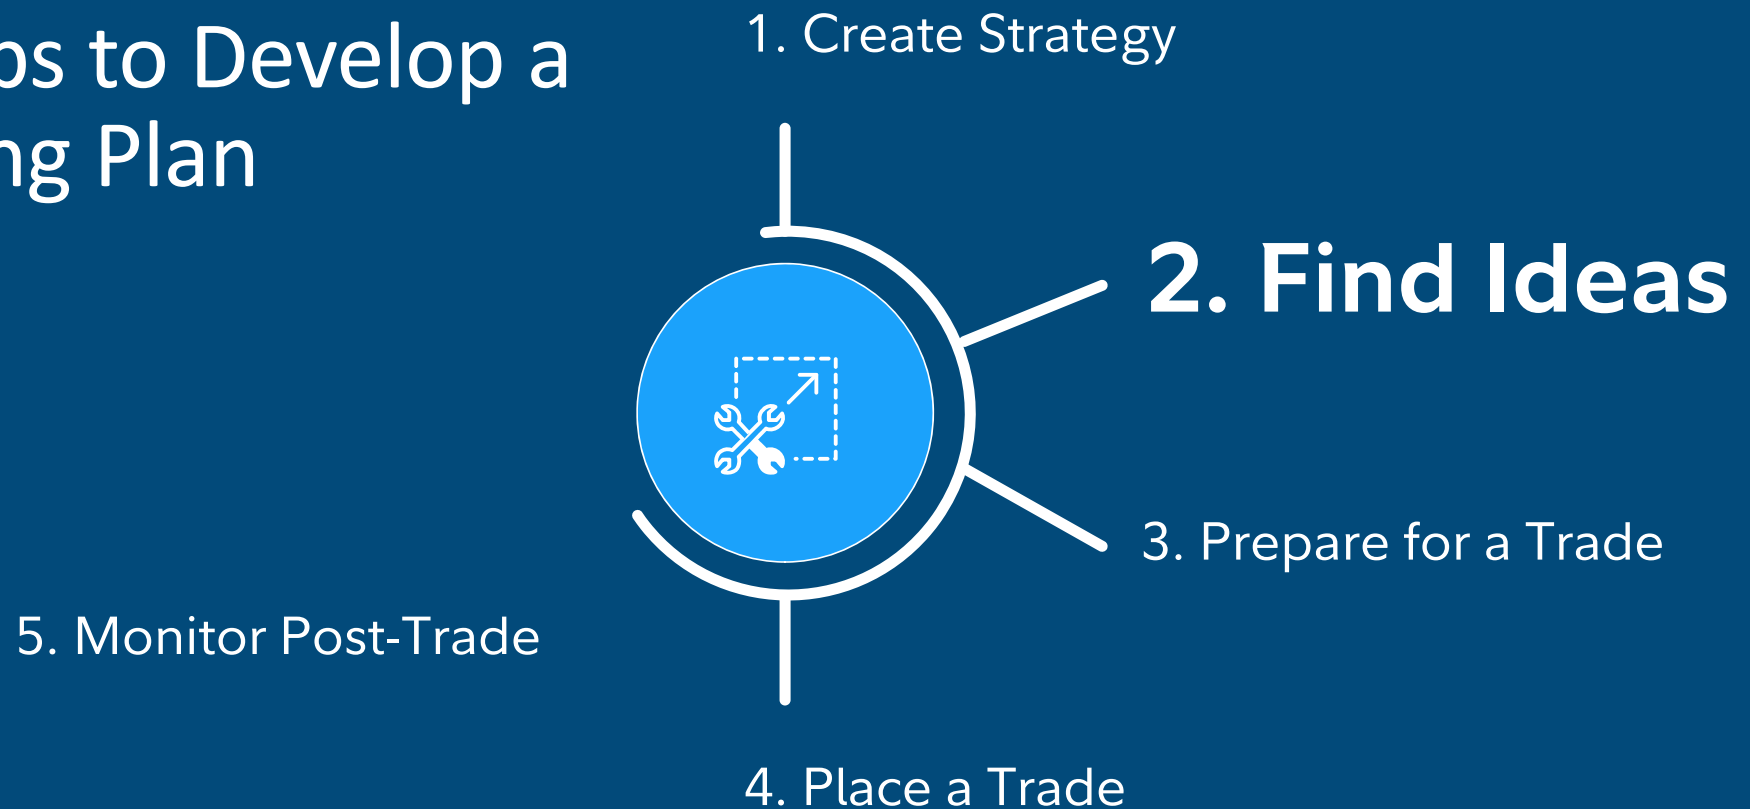 ps to Develop a
ng Plan
1. Create Strategy
2. Find Ideas
3. Prepare for a Trade
4. Place a Trade
5. Monitor Post-Trade